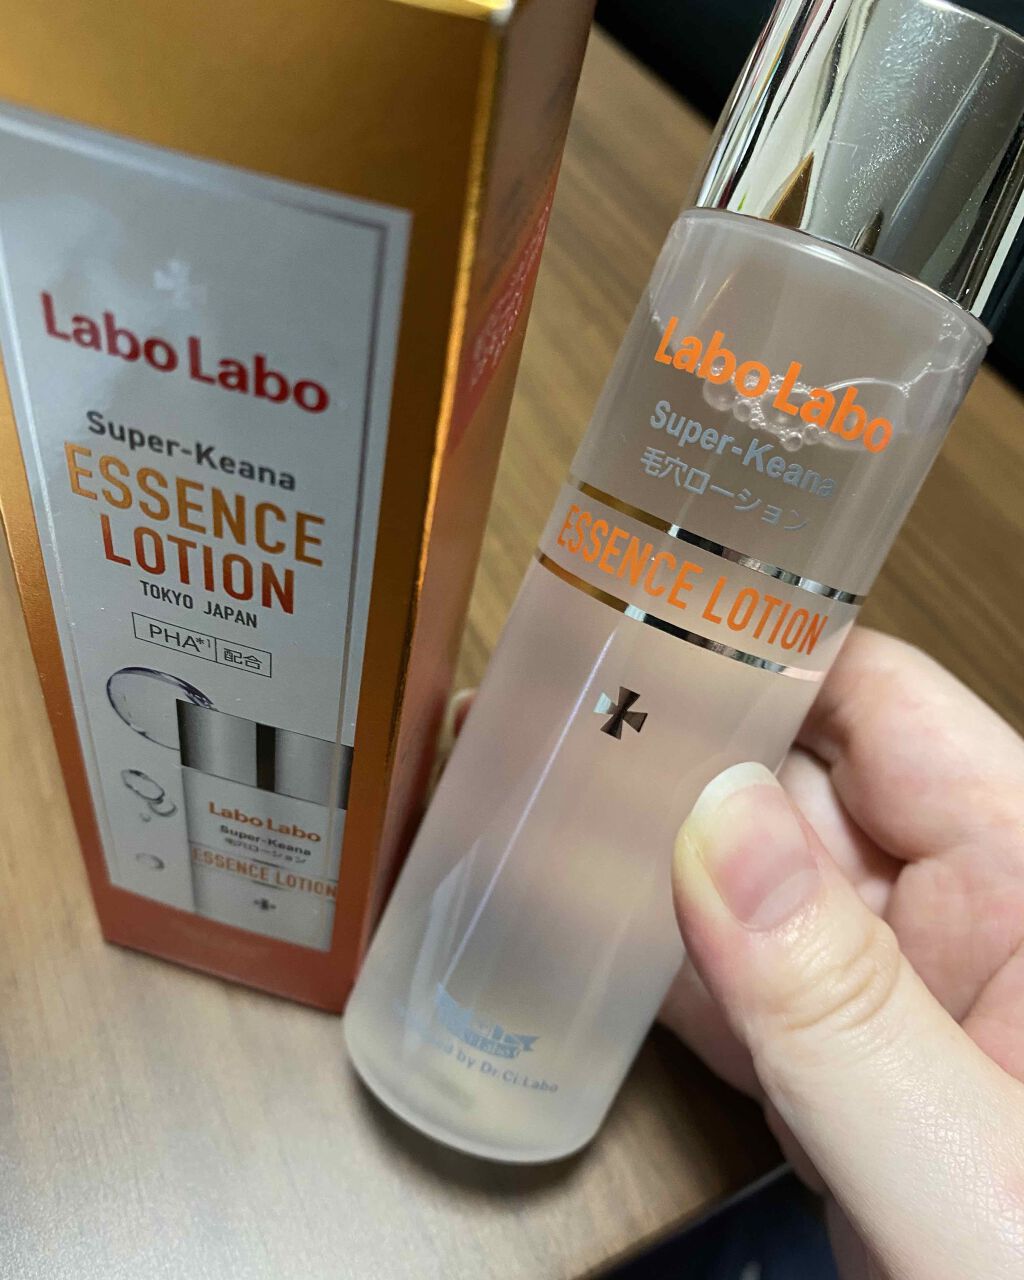 Labo Labo
Super-Keana
ESSENCE
LOTION
TOKYO JAPAN
PHA*1 配合
Labo Labo
Super-Keana
毛穴ローション
ESSENCE LOTION
Labo Labo
Super-Keana
毛穴ローション
ESSENCE LOTION
by Dr.Ci:Labo